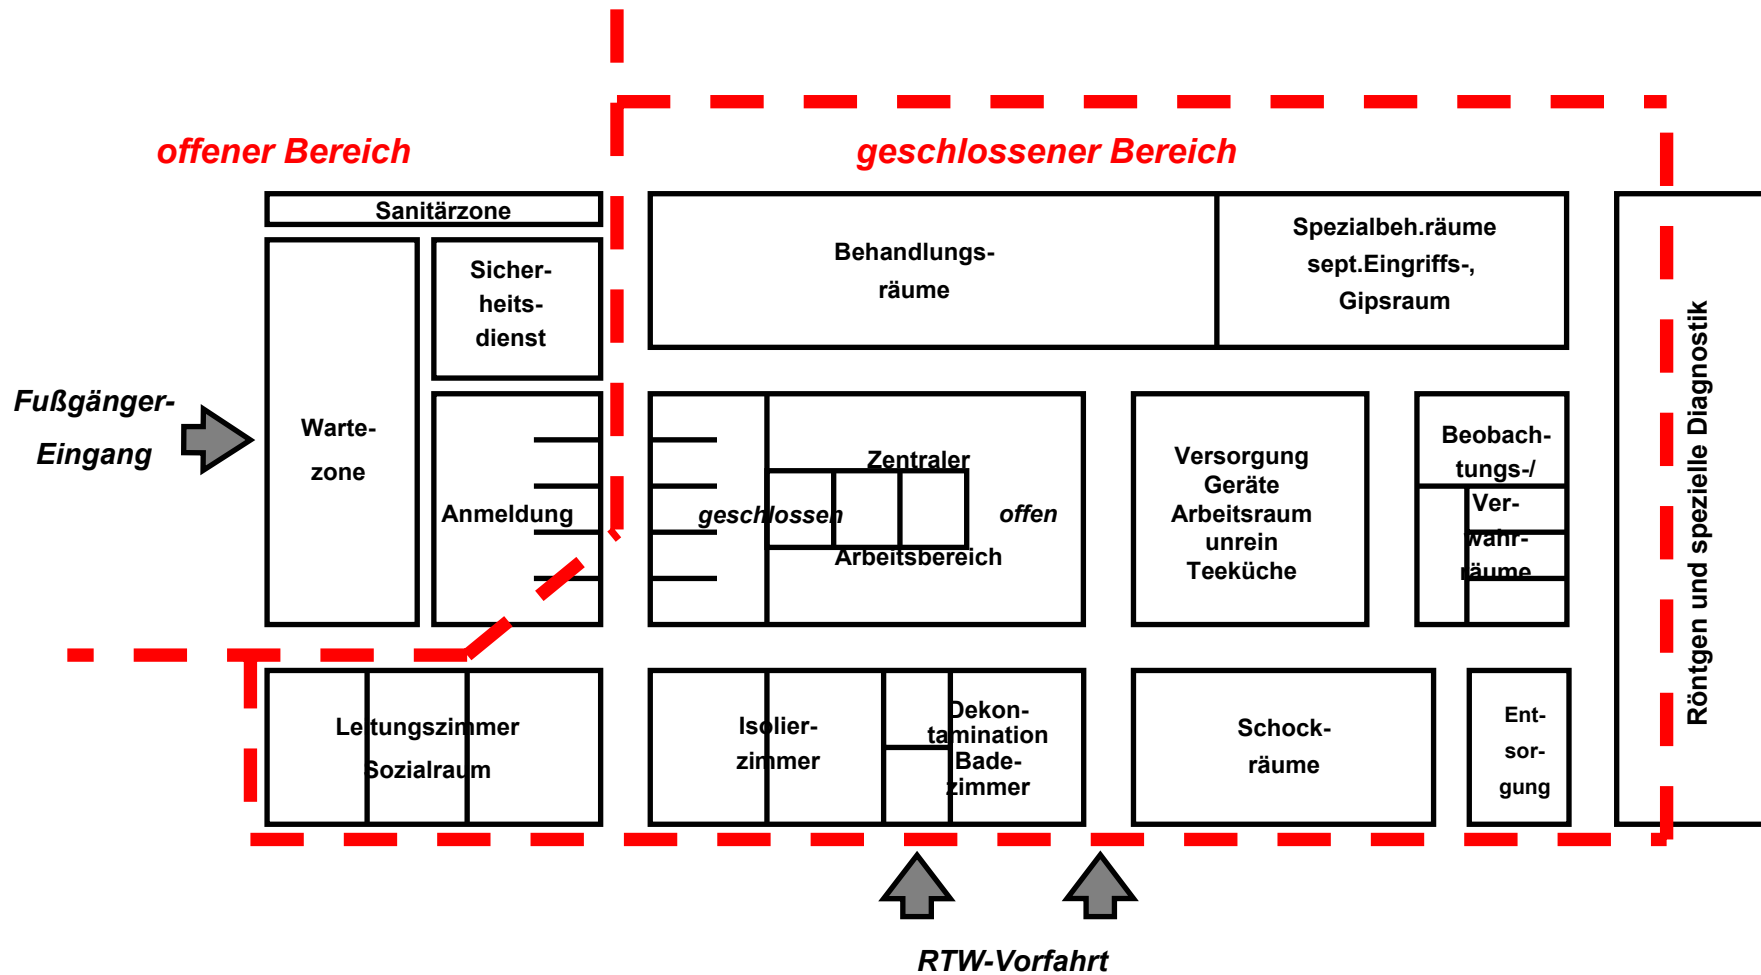 offener Bereich
geschlossener Bereich
Sanitärzone
Sicher-
heits-
dienst
Behandlungs-
räume
Spezialbeh.räume
sept.Eingriffs-,
Gipsraum
Fußgänger-
Eingang
Warte-
zone
Anmeldung
Zentraler
geschlossen
offen
Arbeitsbereich
Versorgung
Geräte
Arbeitsraum
unrein
Teeküche
Beobach-
tungs-/
Ver-
wahr-
räume
Röntgen und spezielle Diagnostik
Leitungszimmer
Sozialraum
Isolier-
zimmer
Dekon-
tamination
Bade-
zimmer
Schock-
räume
Ent-
sor-
gung
RTW-Vorfahrt